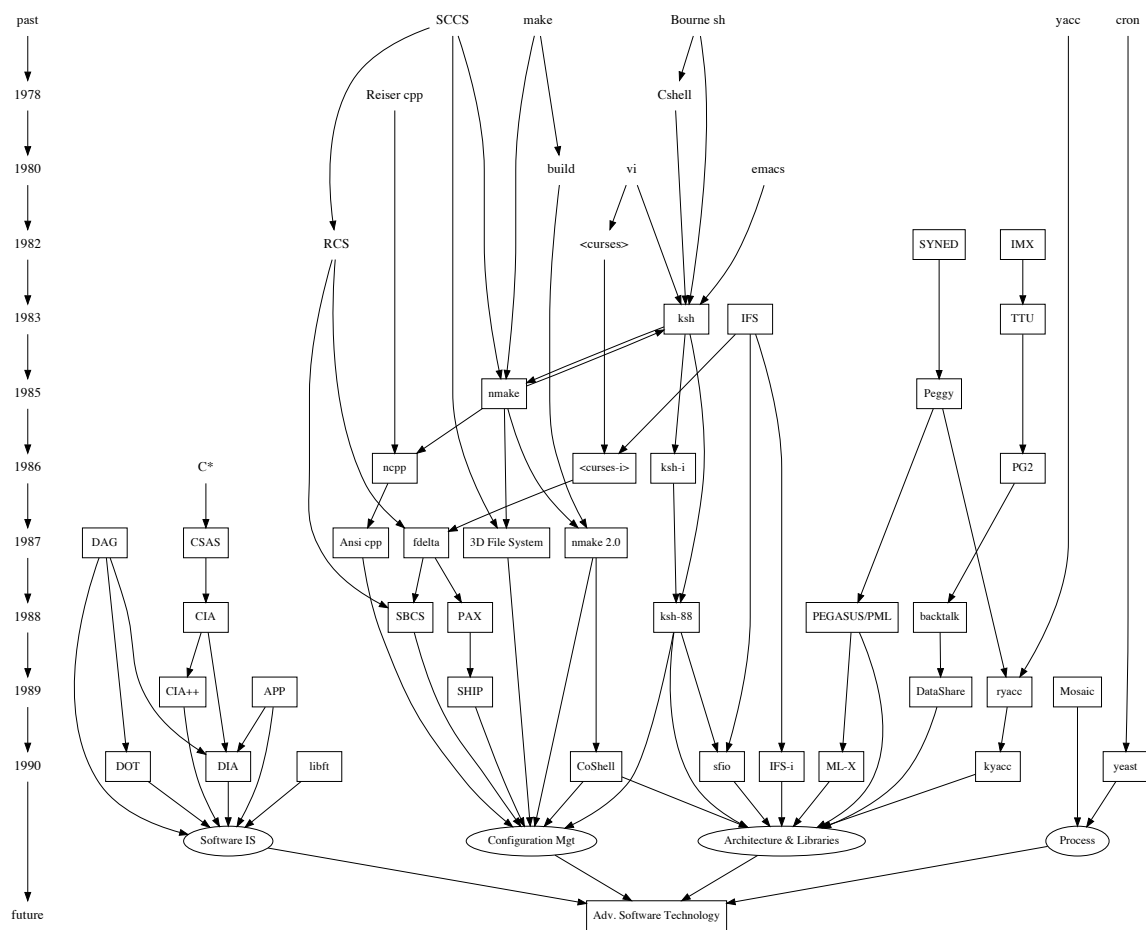 past
SCCS
make
Bourne sh
yacc
cron
1978
Reiser cpp
Cshell
1980
build
vi
emacs
1982
RCS
<curses>
SYNED
IMX
1983
ksh
IFS
TTU
1985
nmake
Peggy
1986
C*
ncpp
<curses-i>
ksh-i
PG2
1987
DAG
CSAS
Ansi cpp
fdelta
3D File System
nmake 2.0
1988
CIA
SBCS
PAX
ksh-88
PEGASUS/PML
backtalk
1989
CIA++
APP
SHIP
DataShare
ryacc
Mosaic
1990
DOT
DIA
libft
CoShell
sfio
IFS-i
ML-X
kyacc
yeast
Software IS
Configuration Mgt
Architecture & Libraries
Process
future
Adv. Software Technology